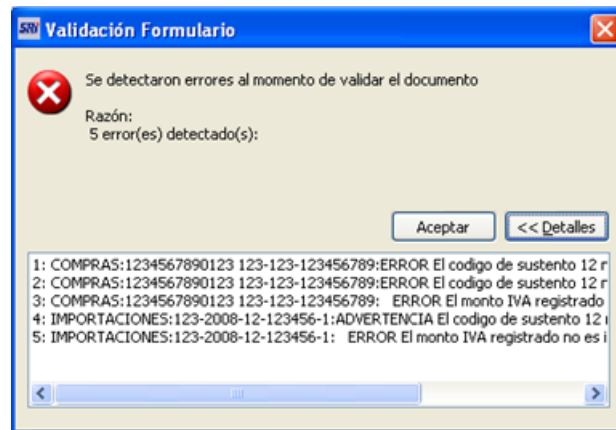 SRi Validación Formulario
Se detectaron errores al momento de validar el documento
Razón:
5 error(es) detectado(s):
Aceptar
<< Detalles
1: COMPRAS:1234567890123 123-123-123456789:ERROR El codigo de sustento 12
2: COMPRAS:1234567890123 123-123-123456789:ERROR El codigo de sustento 12
3: COMPRAS:1234567890123 123-123-123456789: ERROR El monto IVA registrado
4: IMPORTACIONES:123-2008-12-123456-1:ADVERTENCIA El codigo de sustento 12
5: IMPORTACIONES:123-2008-12-123456-1: ERROR El monto IVA registrado no es